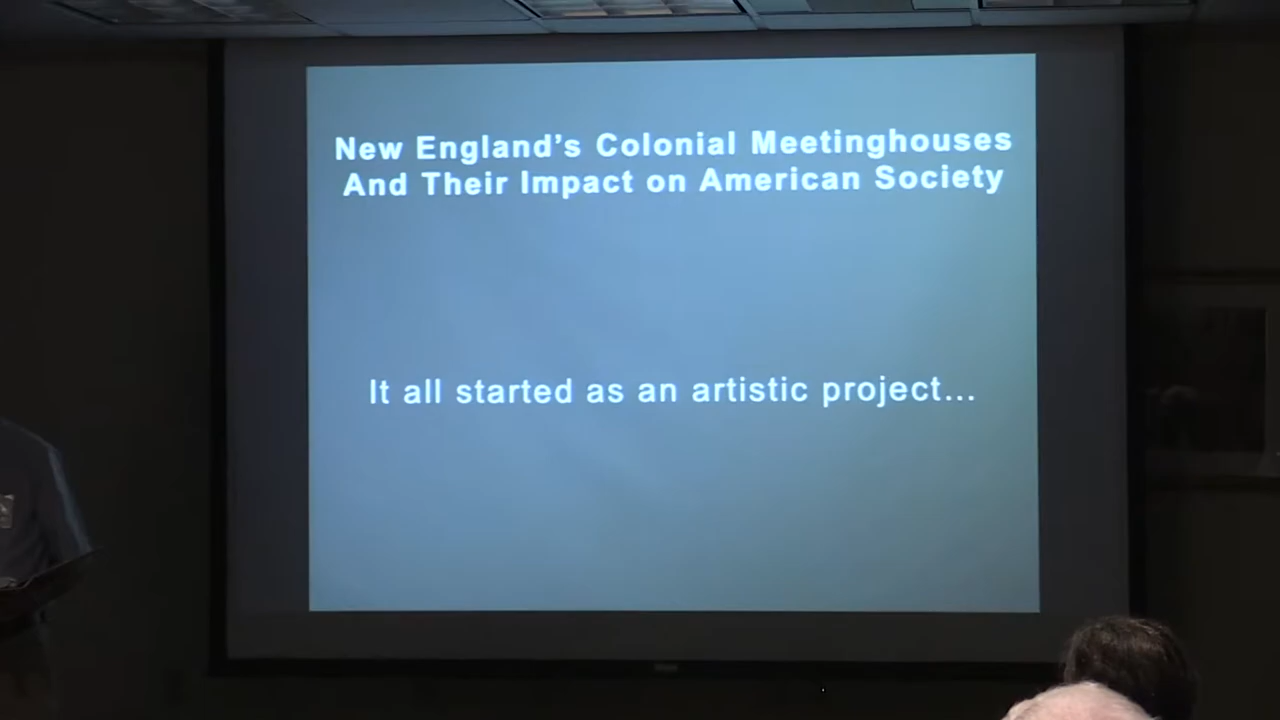 New England’s Colonial Meetinghouses
And Their Impact on American Society
It all started as an artistic project...